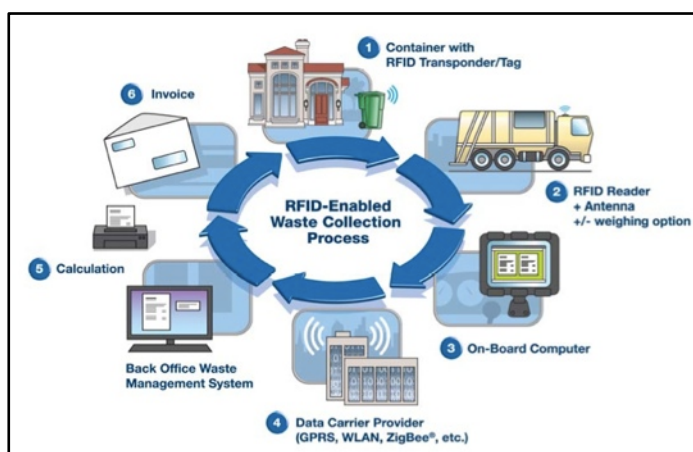 1 Container with
RFID Transponder/Tag
2 RFID Reader
+ Antenna
+/- weighing option
3 On-Board Computer
4 Data Carrier Provider
(GPRS, WLAN, ZigBee®, etc.)
Back Office Waste
Management System
5 Calculation
6 Invoice
RFID-Enabled
Waste Collection
Process